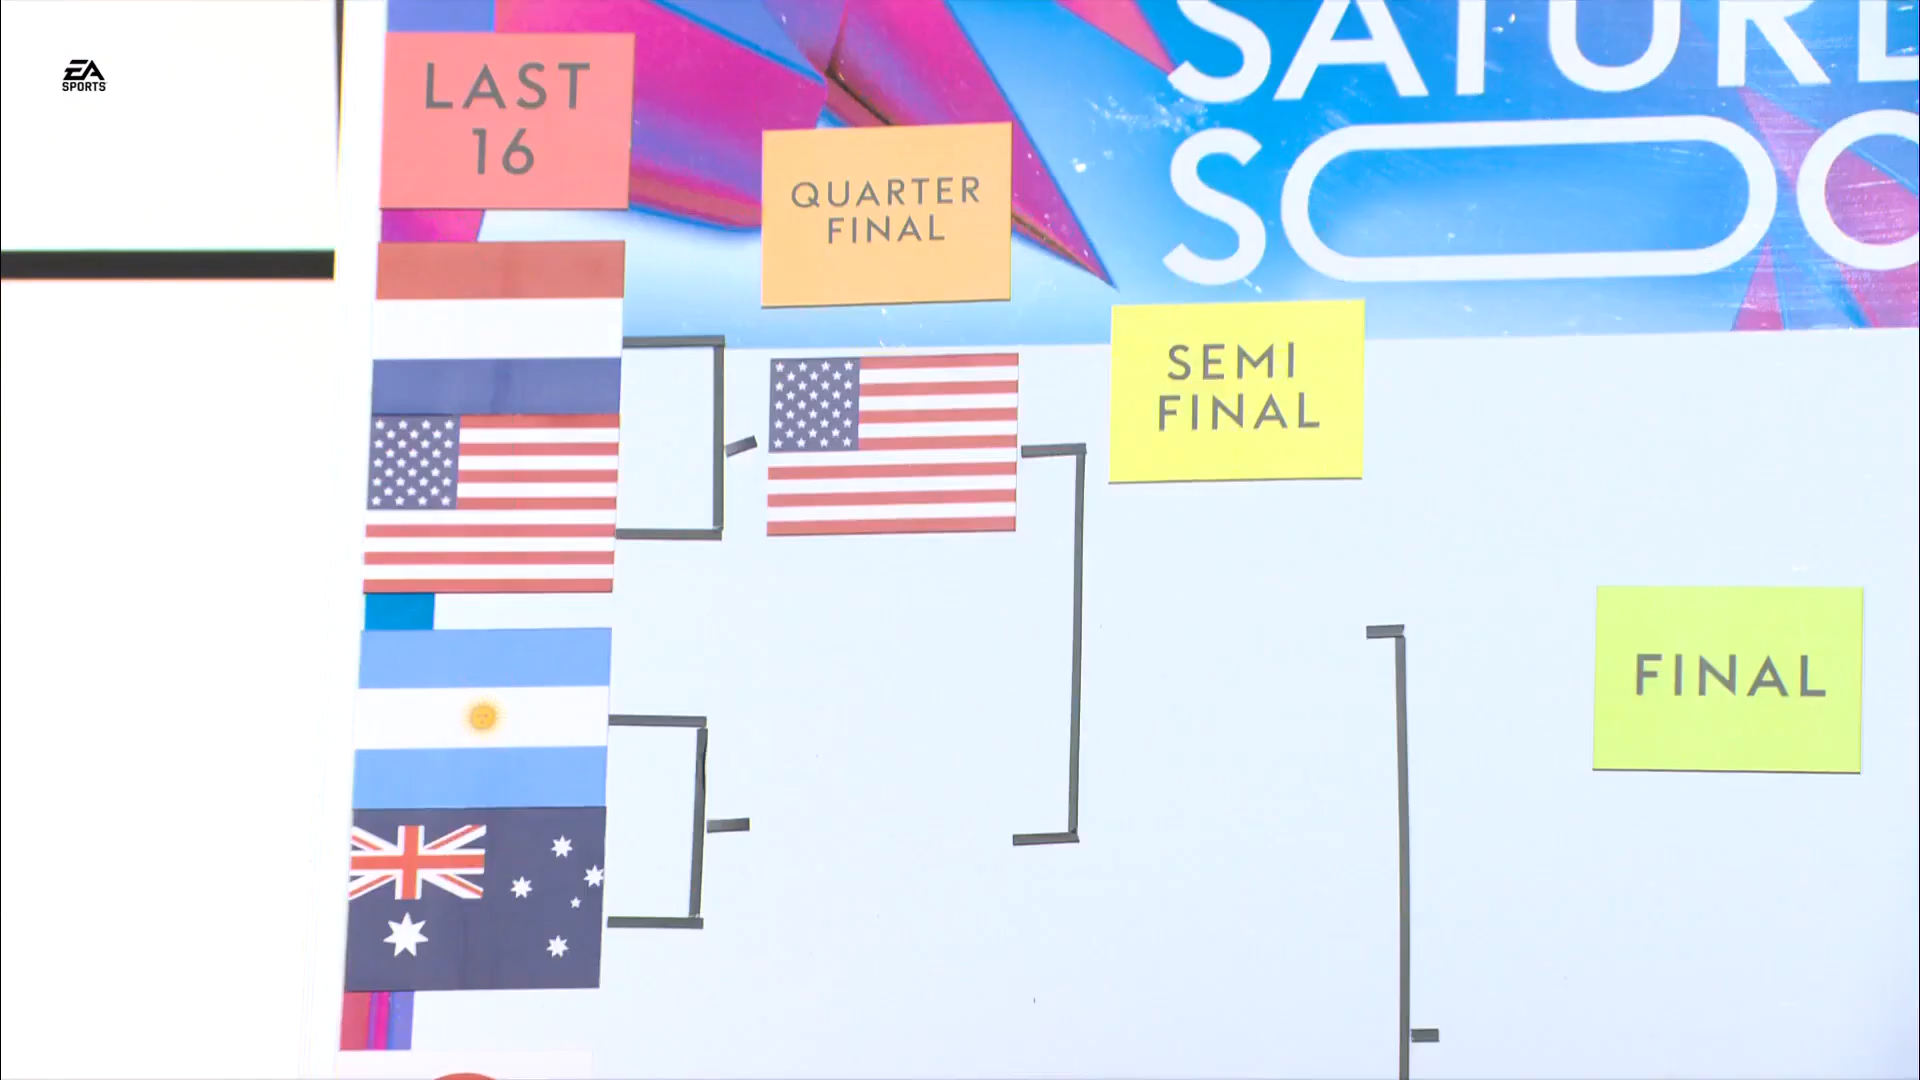 EA
SPORTS
LAST
16
QUARTER
FINAL
SEMI
FINAL
FINAL